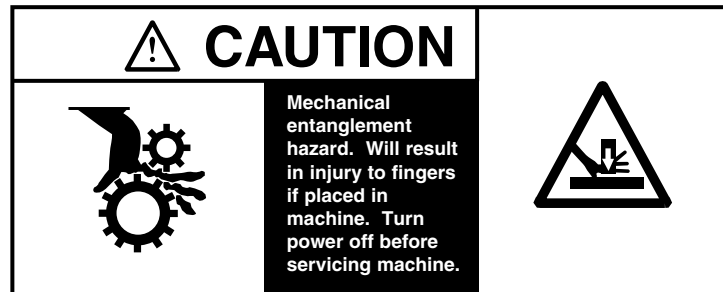 CAUTION
Mechanical
entanglement
hazard.  Will result
in injury to fingers
if placed in
machine.  Turn
power off before
servicing machine.